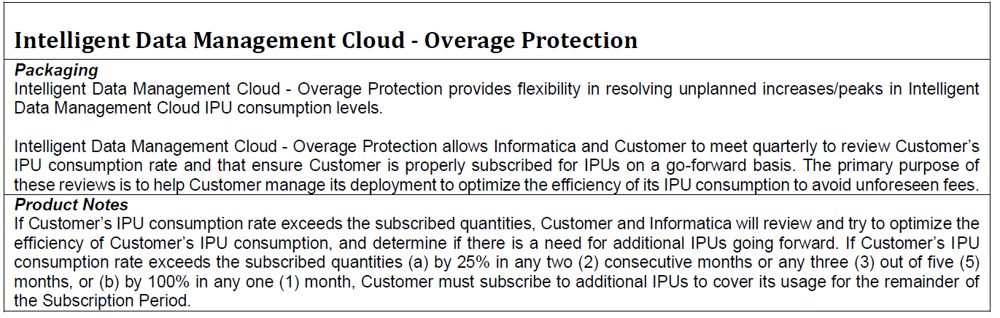 Intelligent Data Management Cloud - Overage Protection
Packaging
Intelligent Data Management Cloud - Overage Protection provides flexibility in resolving unplanned increases/peaks in Intelligent
Data Management Cloud IPU consumption levels.
Intelligent Data Management Cloud - Overage Protection allows Informatica and Customer to meet quarterly to review Customer's
IPU consumption rate and that ensure Customer is properly subscribed for IPUs on a go-forward basis. The primary purpose of
these reviews is to help Customer manage its deployment to optimize the efficiency of its IPU consumption to avoid unforeseen fees.
Product Notes
If Customer's IPU consumption rate exceeds the subscribed quantities, Customer and Informatica will review and try to optimize the
efficiency of Customer's IPU consumption, and determine if there is a need for additional IPUs going forward. If Customer's IPU
consumption rate exceeds the subscribed quantities (a) by 25% in any two (2) consecutive months or any three (3) out of five (5)
months, or (b) by 100% in any one (1) month, Customer must subscribe to additional IPUs to cover its usage for the remainder of
the Subscription Period.